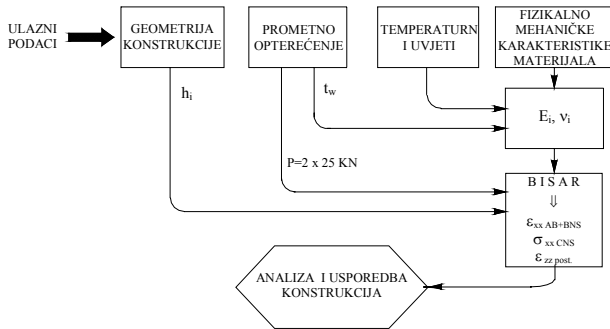 ULAZNI
PODACI
GEOMETRIJA
KONSTRUKCIJE
PROMETNO
OPTEREĆENJE
TEMPERATURN
I UVJETI
FIZIKALNO
MEHANIČKE
KARAKTERISTIKE
MATERIJALA
hi
tw
Ei, νi
P=2 x 25 KN
B I S A R
⇓
εxx AB+BNS
σxx CNS
εzz post.
ANALIZA I USPOREDBA
KONSTRUKCIJA